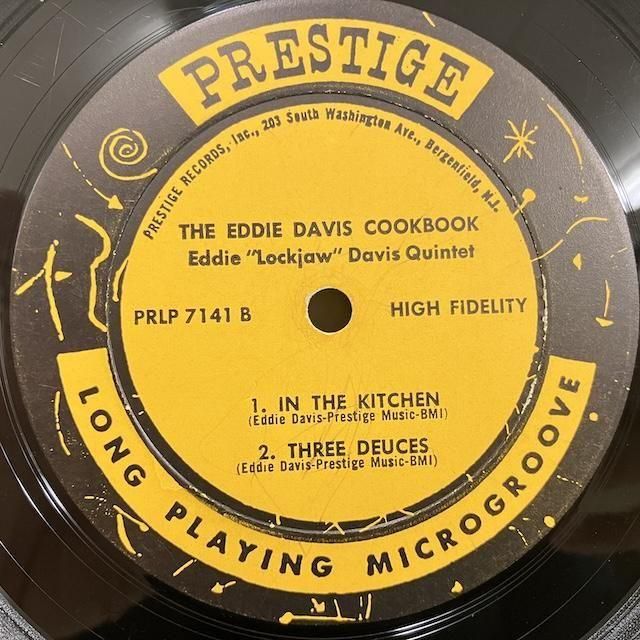 PRESTIGE
PRESTIGE RECORDS, Inc., 203 South Washington Ave., Bergenfield, N.J.
THE EDDIE DAVIS COOKBOOK
Eddie "Lockjaw" Davis Quintet
PRLP 7141 B
HIGH FIDELITY
1. IN THE KITCHEN
(Eddie Davis-Prestige Music-BMI)
2. THREE DEUCES
(Eddie Davis-Prestige Music-BMI)
LONG PLAYING MICROGROOVE